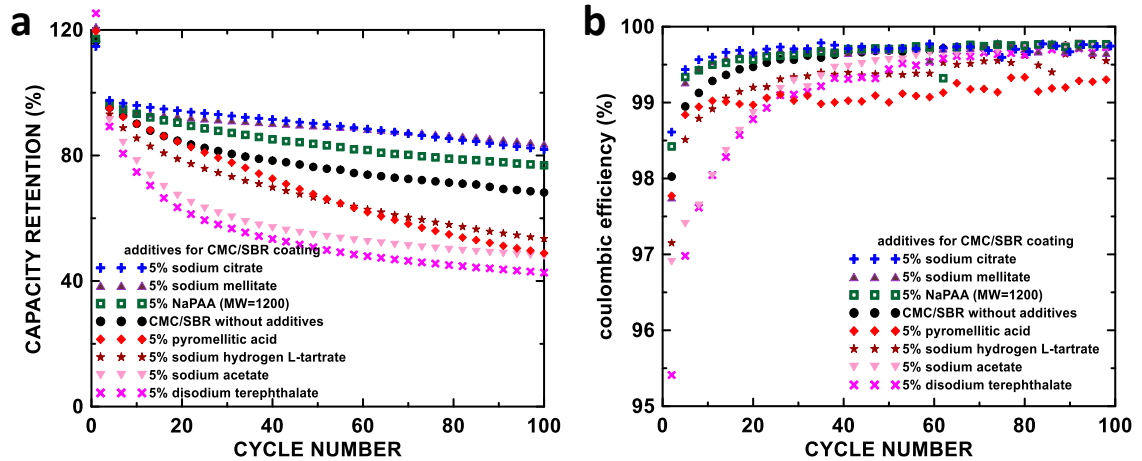 a
CAPACITY RETENTION (%)
120
80
40
0
additives for CMC/SBR coating
5% sodium citrate
5% sodium mellitate
5% NaPAA (MW=1200)
CMC/SBR without additives
5% pyromellitic acid
5% sodium hydrogen L-tartrate
5% sodium acetate
5% disodium terephthalate
0 20 40 60 80 100
CYCLE NUMBER
b
coulombic efficiency (%)
100
99
98
97
96
95
additives for CMC/SBR coating
5% sodium citrate
5% sodium mellitate
5% NaPAA (MW=1200)
CMC/SBR without additives
5% pyromellitic acid
5% sodium hydrogen L-tartrate
5% sodium acetate
5% disodium terephthalate
0 20 40 60 80 100
CYCLE NUMBER